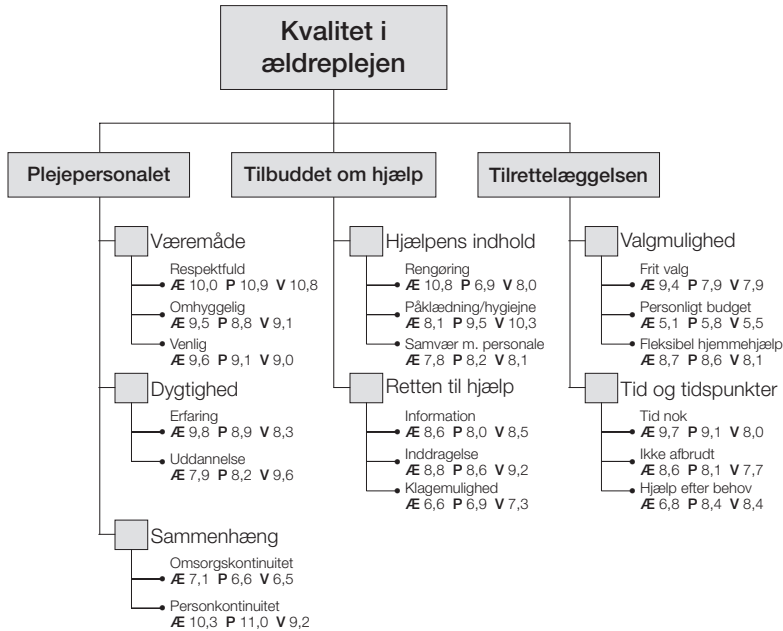 Kvalitet i
ældreplejen
Plejepersonalet
Tilbuddet om hjælp
Tilrettelæggelsen
Væremåde
Respektfuld
Æ 10,0 P 10,9 V 10,8
Omhyggelig
Æ 9,5 P 8,8 V 9,1
Venlig
Æ 9,6 P 9,1 V 9,0
Dygtighed
Erfaring
Æ 9,8 P 8,9 V 8,3
Uddannelse
Æ 7,9 P 8,2 V 9,6
Sammenhæng
Omsorgskontinuitet
Æ 7,1 P 6,6 V 6,5
Personkontinuitet
Æ 10,3 P 11,0 V 9,2
Hjælpens indhold
Rengøring
Æ 10,8 P 6,9 V 8,0
Påklædning/hygiejne
Æ 8,1 P 9,5 V 10,3
Samvær m. personale
Æ 7,8 P 8,2 V 8,1
Retten til hjælp
Information
Æ 8,6 P 8,0 V 8,5
Inddragelse
Æ 8,8 P 8,6 V 9,2
Klagemulighed
Æ 6,6 P 6,9 V 7,3
Valgmulighed
Frit valg
Æ 9,4 P 7,9 V 7,9
Personligt budget
Æ 5,1 P 5,8 V 5,5
Fleksibel hjemmehjælp
Æ 8,7 P 8,6 V 8,1
Tid og tidspunkter
Tid nok
Æ 9,7 P 9,1 V 8,0
Ikke afbrudt
Æ 8,6 P 8,1 V 7,7
Hjælp efter behov
Æ 6,8 P 8,4 V 8,4